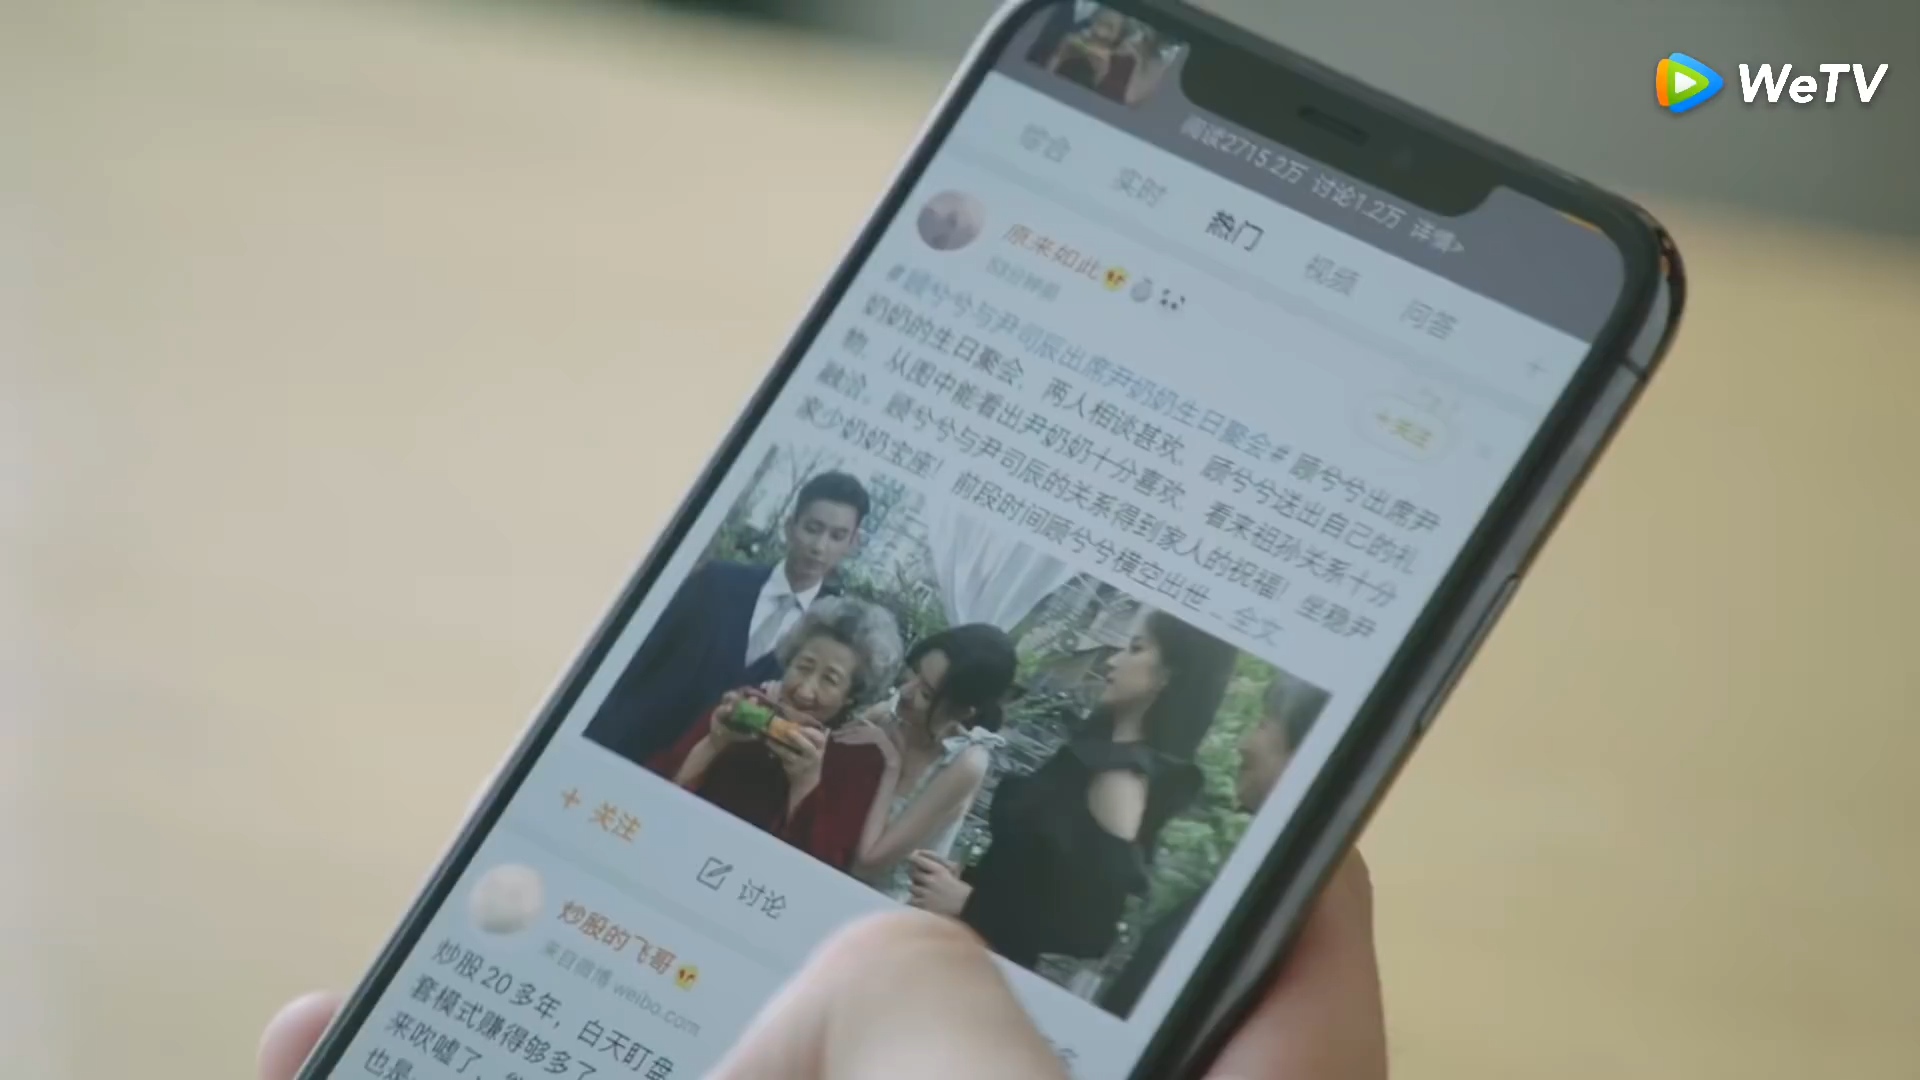 WeTV
阅读2715.2万 讨论1.2万 详情>
综合 实时 热门 视频 问答
原来如此
53分钟前
+关注
#顾兮兮与尹司辰出席尹奶奶生日聚会# 顾兮兮出席尹
奶奶的生日聚会，两人相谈甚欢，顾兮兮送出自己的礼
物，从图中能看出尹奶奶十分喜欢，看来祖孙关系十分
融洽。顾兮兮与尹司辰的关系得到家人的祝福！坐稳尹
家少奶奶宝座！前段时间顾兮兮横空出世...全文
+ 关注
讨论
炒股的飞哥
来自微博 weibo.com
炒股 20 多年，白天盯盘
套模式赚得够多了
来吹嘘了，
也是